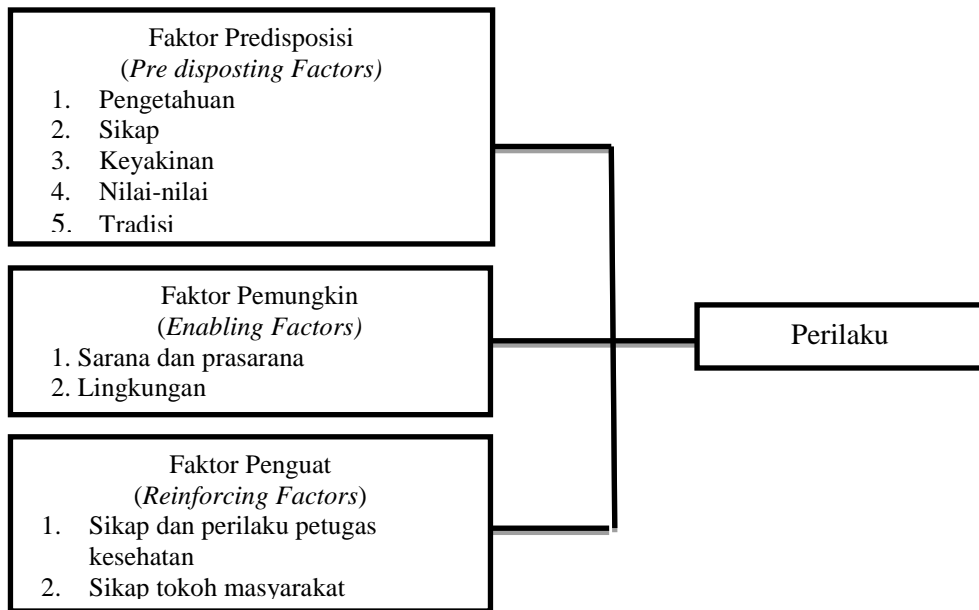 Faktor Predisposisi
(Pre disposting Factors)
1. Pengetahuan
2. Sikap
3. Keyakinan
4. Nilai-nilai
5. Tradisi
Faktor Pemungkin
(Enabling Factors)
1. Sarana dan prasarana
2. Lingkungan
Faktor Penguat
(Reinforcing Factors)
1. Sikap dan perilaku petugas
kesehatan
2. Sikap tokoh masyarakat
Perilaku